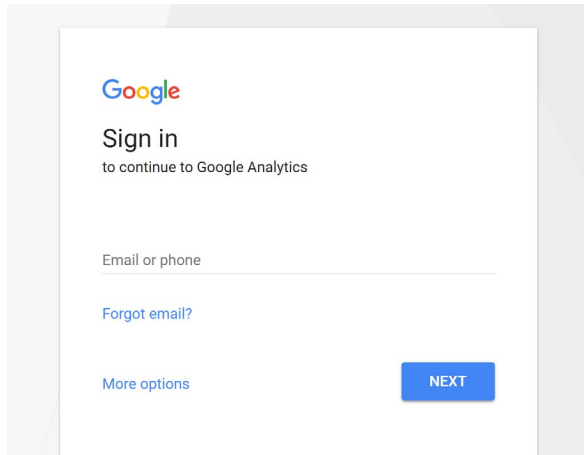 Google
Sign in
to continue to Google Analytics
Email or phone
Forgot email?
More options
NEXT